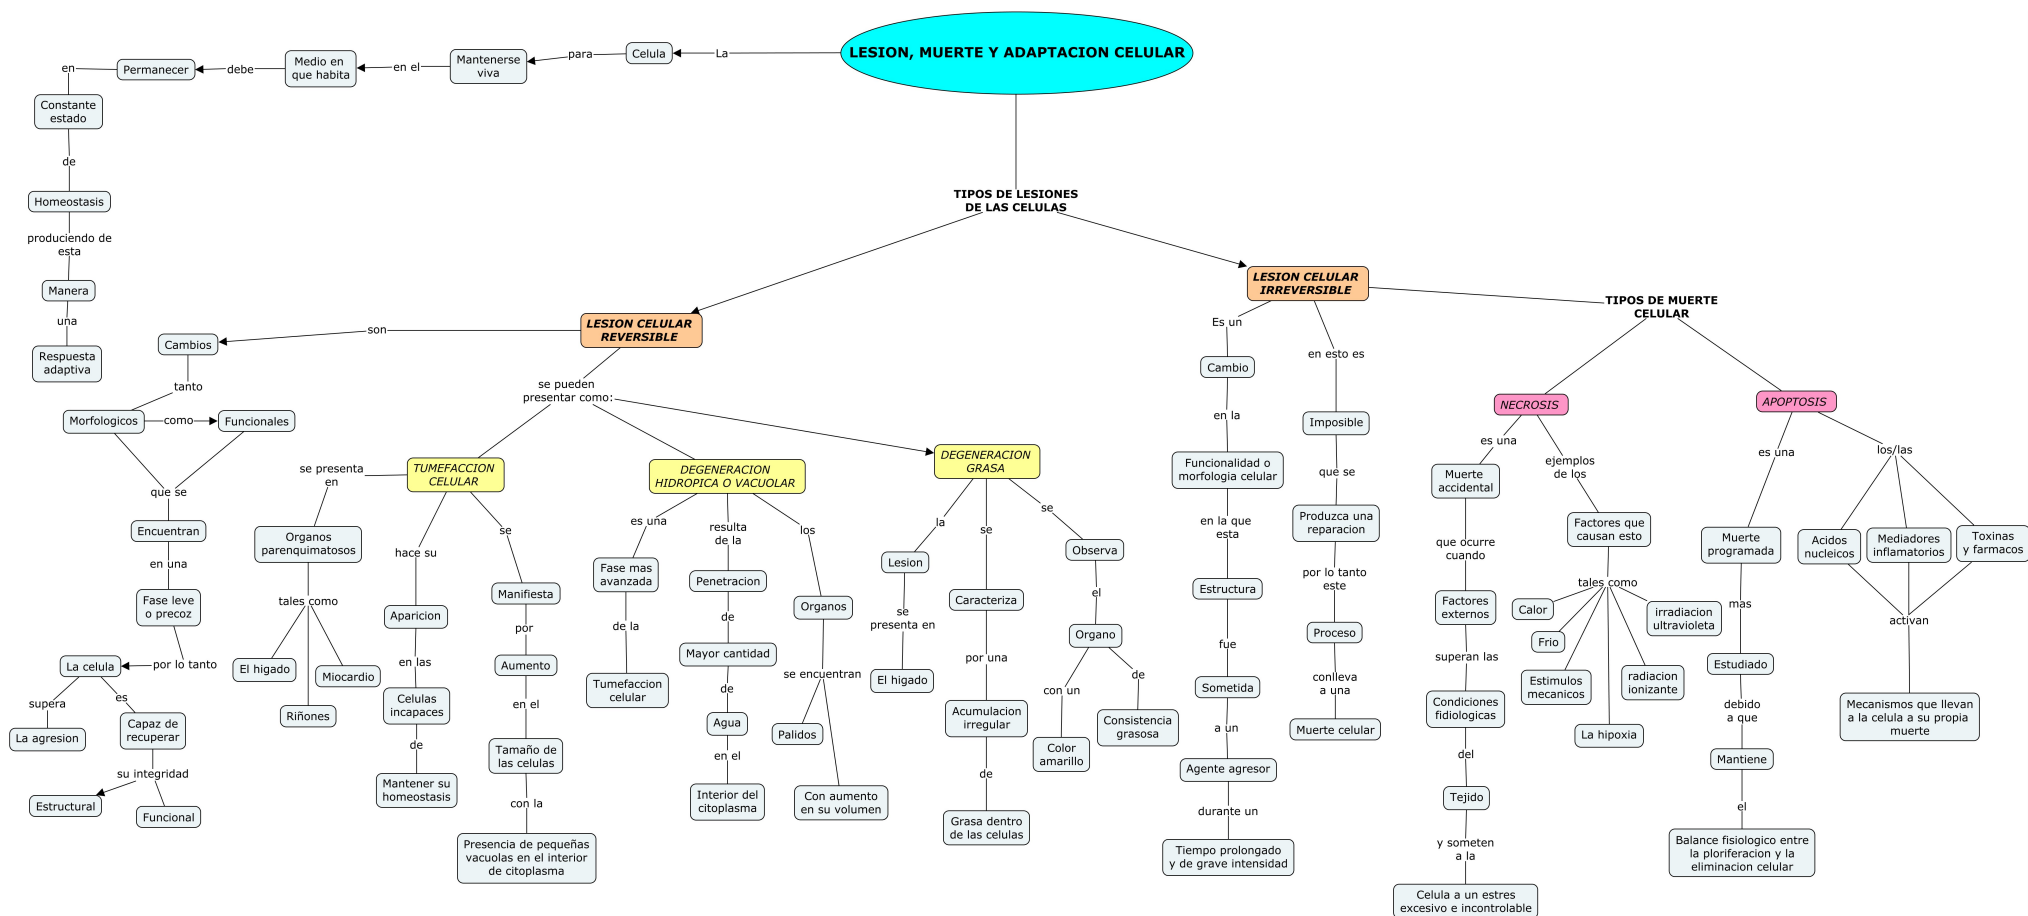 LESION, MUERTE Y ADAPTACION CELULAR
La
Celula
para
Mantenerse
viva
en el
Medio en
que habita
debe
Permanecer
en
Constante
estado
de
Homeostasis
produciendo de
esta
Manera
una
Respuesta
adaptiva
TIPOS DE LESIONES
DE LAS CELULAS
LESION CELULAR
REVERSIBLE
son
Cambios
tanto
Morfologicos
como
Funcionales
que se
Encuentran
en una
Fase leve
o precoz
por lo tanto
La celula
supera
La agresion
es
Capaz de
recuperar
su integridad
Estructural
Funcional
se pueden
presentar como:
TUMEFACCION
CELULAR
se presenta
en
Organos
parenquimatosos
tales como
El higado
Riñones
Miocardio
hace su
Aparicion
en las
Celulas
incapaces
de
Mantener su
homeostasis
se
Manifiesta
por
Aumento
en el
Tamaño de
las celulas
con la
Presencia de pequeñas
vacuolas en el interior
de citoplasma
DEGENERACION
HIDROPICA O VACUOLAR
es una
Fase mas
avanzada
de la
Tumefaccion
celular
resulta
de la
Penetracion
de
Mayor cantidad
de
Agua
en el
Interior del
citoplasma
los
Organos
se encuentran
Palidos
Con aumento
en su volumen
DEGENERACION
GRASA
la
Lesion
se
presenta en
El higado
se
Caracteriza
por una
Acumulacion
irregular
de
Grasa dentro
de las celulas
se
Observa
el
Organo
con un
Color
amarillo
de
Consistencia
grasosa
LESION CELULAR
IRREVERSIBLE
Es un
Cambio
en la
Funcionalidad o
morfologia celular
en la que
esta
Estructura
fue
Sometida
a un
Agente agresor
durante un
Tiempo prolongado
y de grave intensidad
en esto es
Imposible
que se
Produzca una
reparacion
por lo tanto
este
Proceso
conlleva
a una
Muerte celular
TIPOS DE MUERTE
CELULAR
NECROSIS
es una
Muerte
accidental
que ocurre
cuando
Factores
externos
superan las
Condiciones
fidiologicas
del
Tejido
y someten
a la
Celula a un estres
excesivo e incontrolable
ejemplos
de los
Factores que
causan esto
tales como
Calor
Frio
Estimulos
mecanicos
La hipoxia
radiacion
ionizante
irradiacion
ultravioleta
APOPTOSIS
es una
Muerte
programada
mas
Estudiado
debido
a que
Mantiene
el
Balance fisiologico entre
la ploriferacion y la
eliminacion celular
los/las
Acidos
nucleicos
Mediadores
inflamatorios
Toxinas
y farmacos
activan
Mecanismos que llevan
a la celula a su propia
muerte